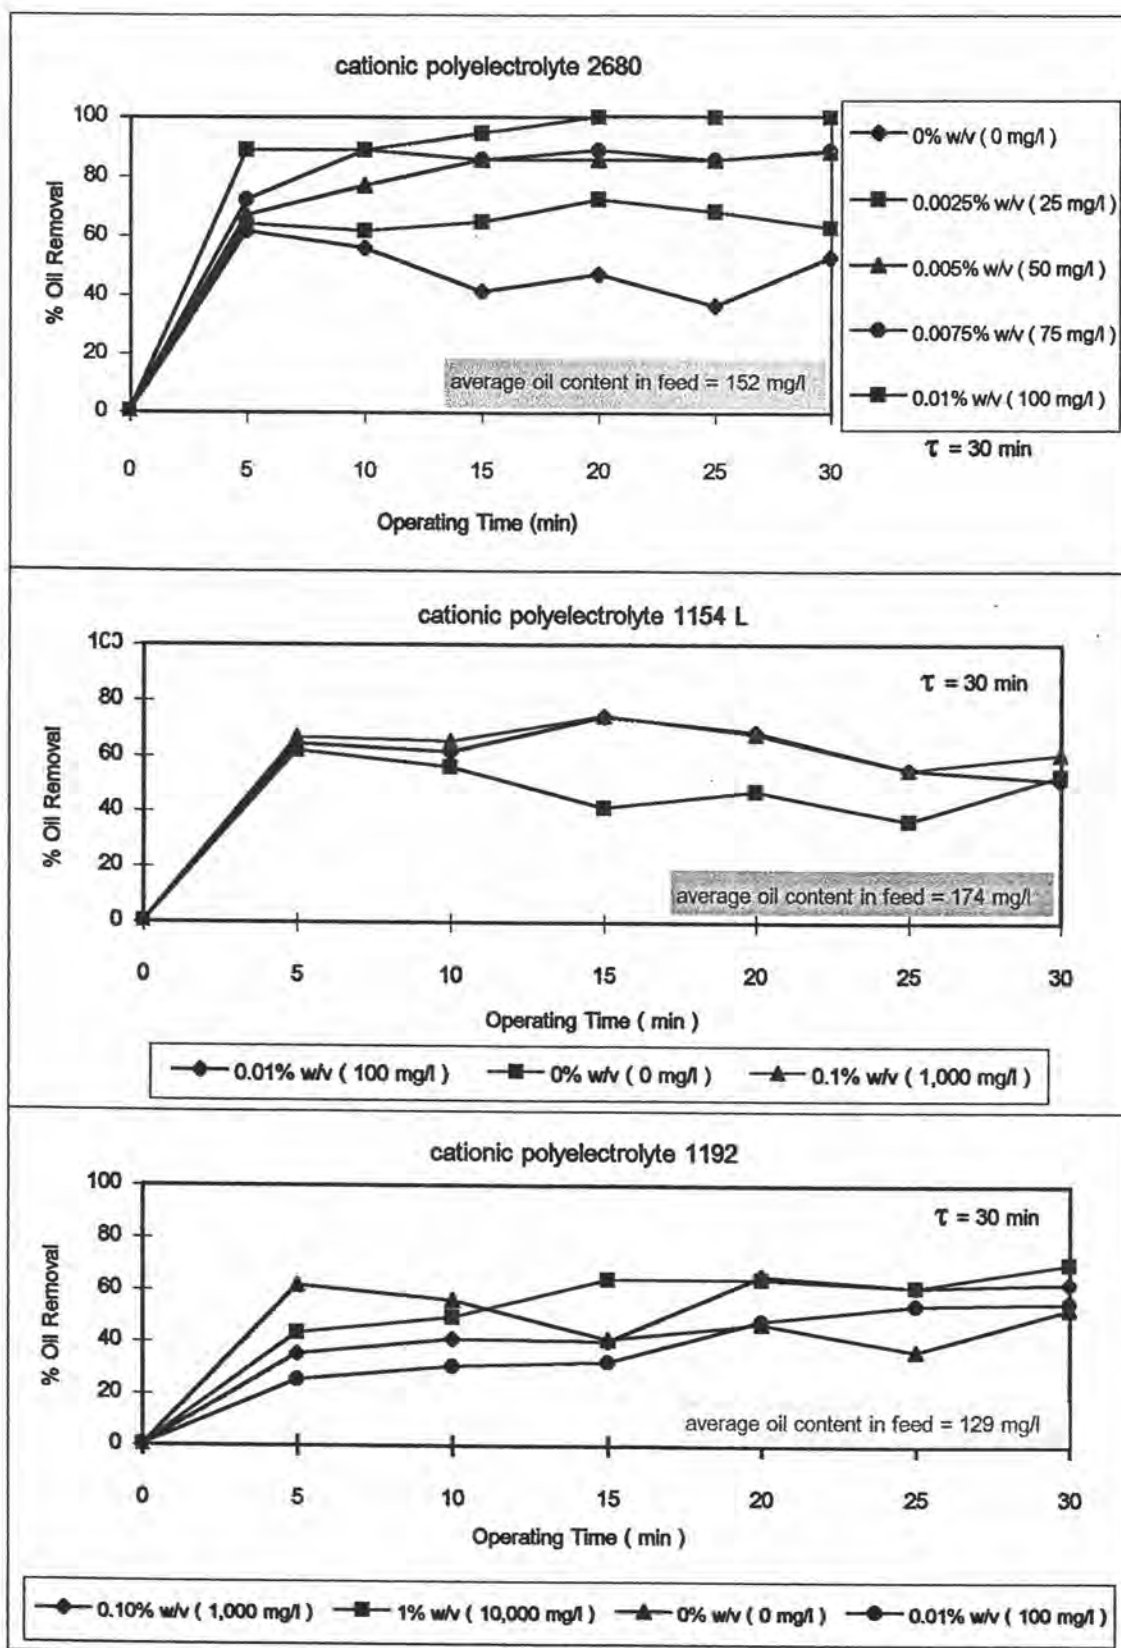 cationic polyelectrolyte 2680
100
80
60
40
20
0
% Oil Removal
average oil content in feed = 152 mg/l
0 5 10 15 20 25 30
Operating Time (min)
0% w/v ( 0 mg/l )
0.0025% w/v ( 25 mg/l )
0.005% w/v ( 50 mg/l )
0.0075% w/v ( 75 mg/l )
0.01% w/v ( 100 mg/l )
τ = 30 min
cationic polyelectrolyte 1154 L
100
80
60
40
20
0
% Oil Removal
τ = 30 min
average oil content in feed = 174 mg/l
0 5 10 15 20 25 30
Operating Time ( min )
0.01% w/v ( 100 mg/l ) 0% w/v ( 0 mg/l ) 0.1% w/v ( 1,000 mg/l )
cationic polyelectrolyte 1192
100
80
60
40
20
0
% Oil Removal
τ = 30 min
average oil content in feed = 129 mg/l
0 5 10 15 20 25 30
Operating Time ( min )
0.10% w/v ( 1,000 mg/l ) 1% w/v ( 10,000 mg/l ) 0% w/v ( 0 mg/l ) 0.01% w/v ( 100 mg/l )